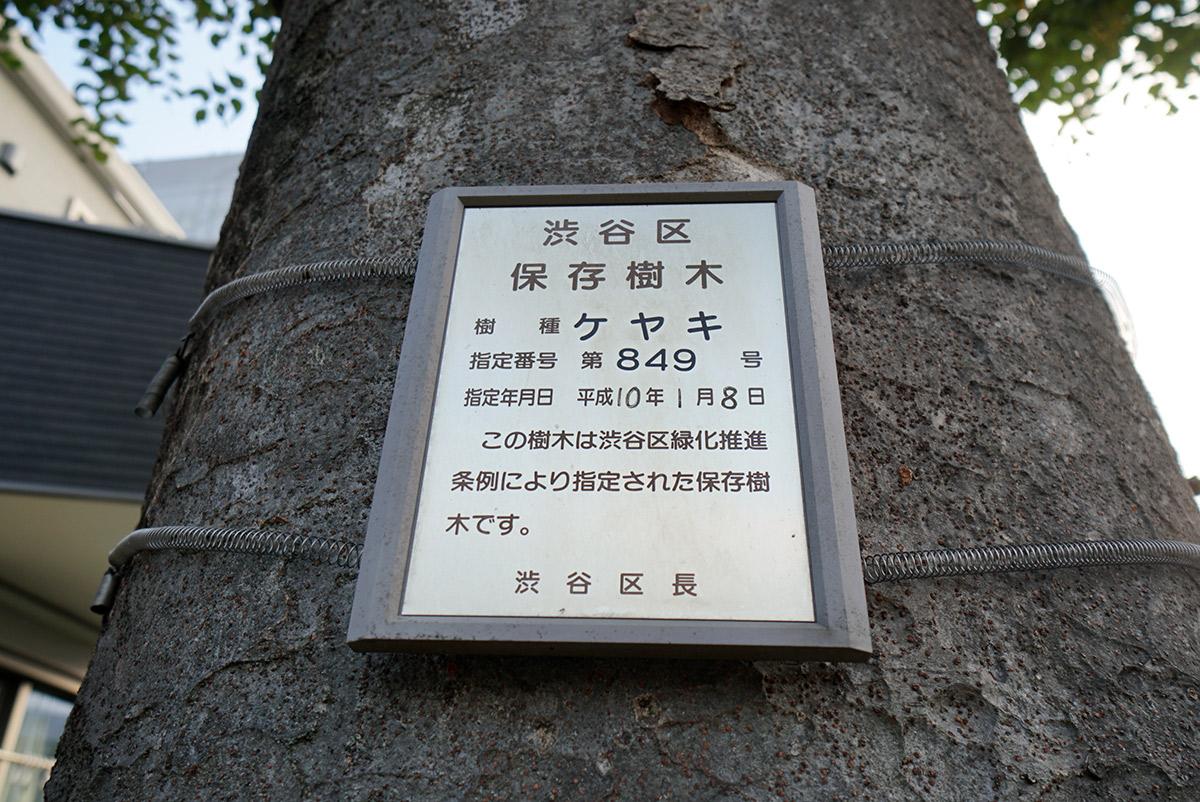 渋谷区
保存樹木
樹種 ケヤキ
指定番号 第849号
指定年月日 平成10年1月8日
この樹木は渋谷区緑化推進
条例により指定された保存樹
木です。
渋谷区長